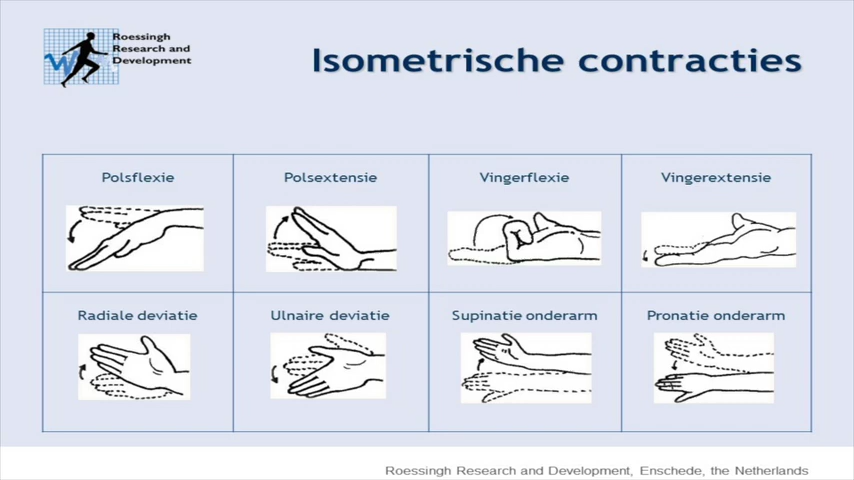 Roessingh
Research and
Development
Isometrische contracties
Polsflexie
Polsextensie
Vingerflexie
Vingerextensie
Radiale deviatie
Ulnaire deviatie
Supinatie onderarm
Pronatie onderarm
Roessingh Research and Development, Enschede, the Netherlands